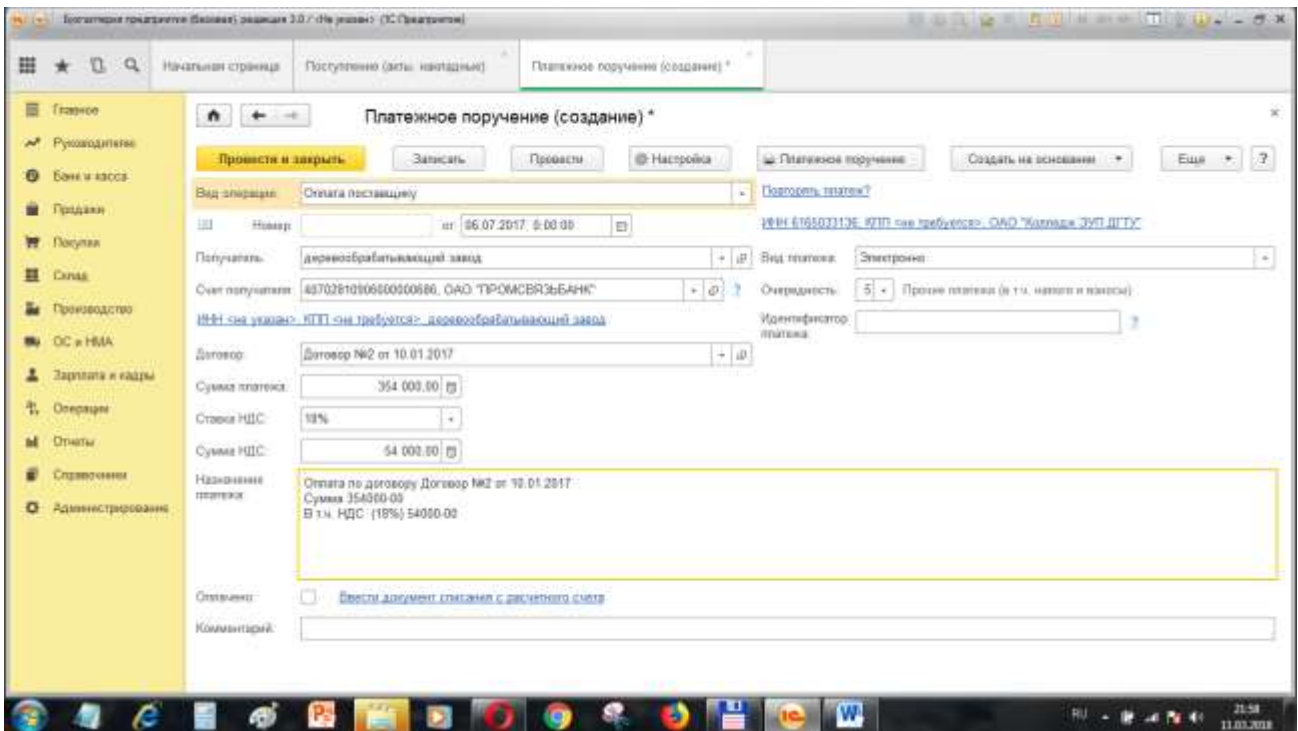 Бухгалтерия предприятия (базовая), редакция 3.0 / <Не указан> (1С:Предприятие)
Начальная страница
Поступление (акты, накладные)
Платежное поручение (создание) *
Главное
Руководителю
Банк и касса
Продажи
Покупки
Склад
Производство
ОС и НМА
Зарплата и кадры
Операции
Отчеты
Справочники
Администрирование
Платежное поручение (создание) *
Провести и закрыть
Записать
Провести
Настройка
Платежное поручение
Создать на основании
Еще
?
Вид операции:
Оплата поставщику
Повторять платеж?
Номер:
от: 06.07.2017 0:00:00
КПП <не требуется>, ОАО "Колледж ЗУП ДГТУ"
Получатель:
деревообрабатывающий завод
Вид платежа:
Электронно
Счет получателя:
ОАО "ПРОМСВЯЗЬБАНК"
?
Очередность:
5
Прочие платежи (в т.ч. налоги и взносы)
ИНН <не указан>, КПП <не требуется>, деревообрабатывающий завод
Идентификатор
платежа:
?
Договор:
Договор №2 от 10.01.2017
Сумма платежа:
354 000.00
Ставка НДС:
18%
Сумма НДС:
54 000.00
Назначение
платежа:
Оплата по договору Договор №2 от 10.01.2017
Сумма 354000-00
В т.ч. НДС (18%) 54000-00
Оплачено:
Ввести документ списания с расчетного счета
Комментарий:
RU
21:58
11.03.2018